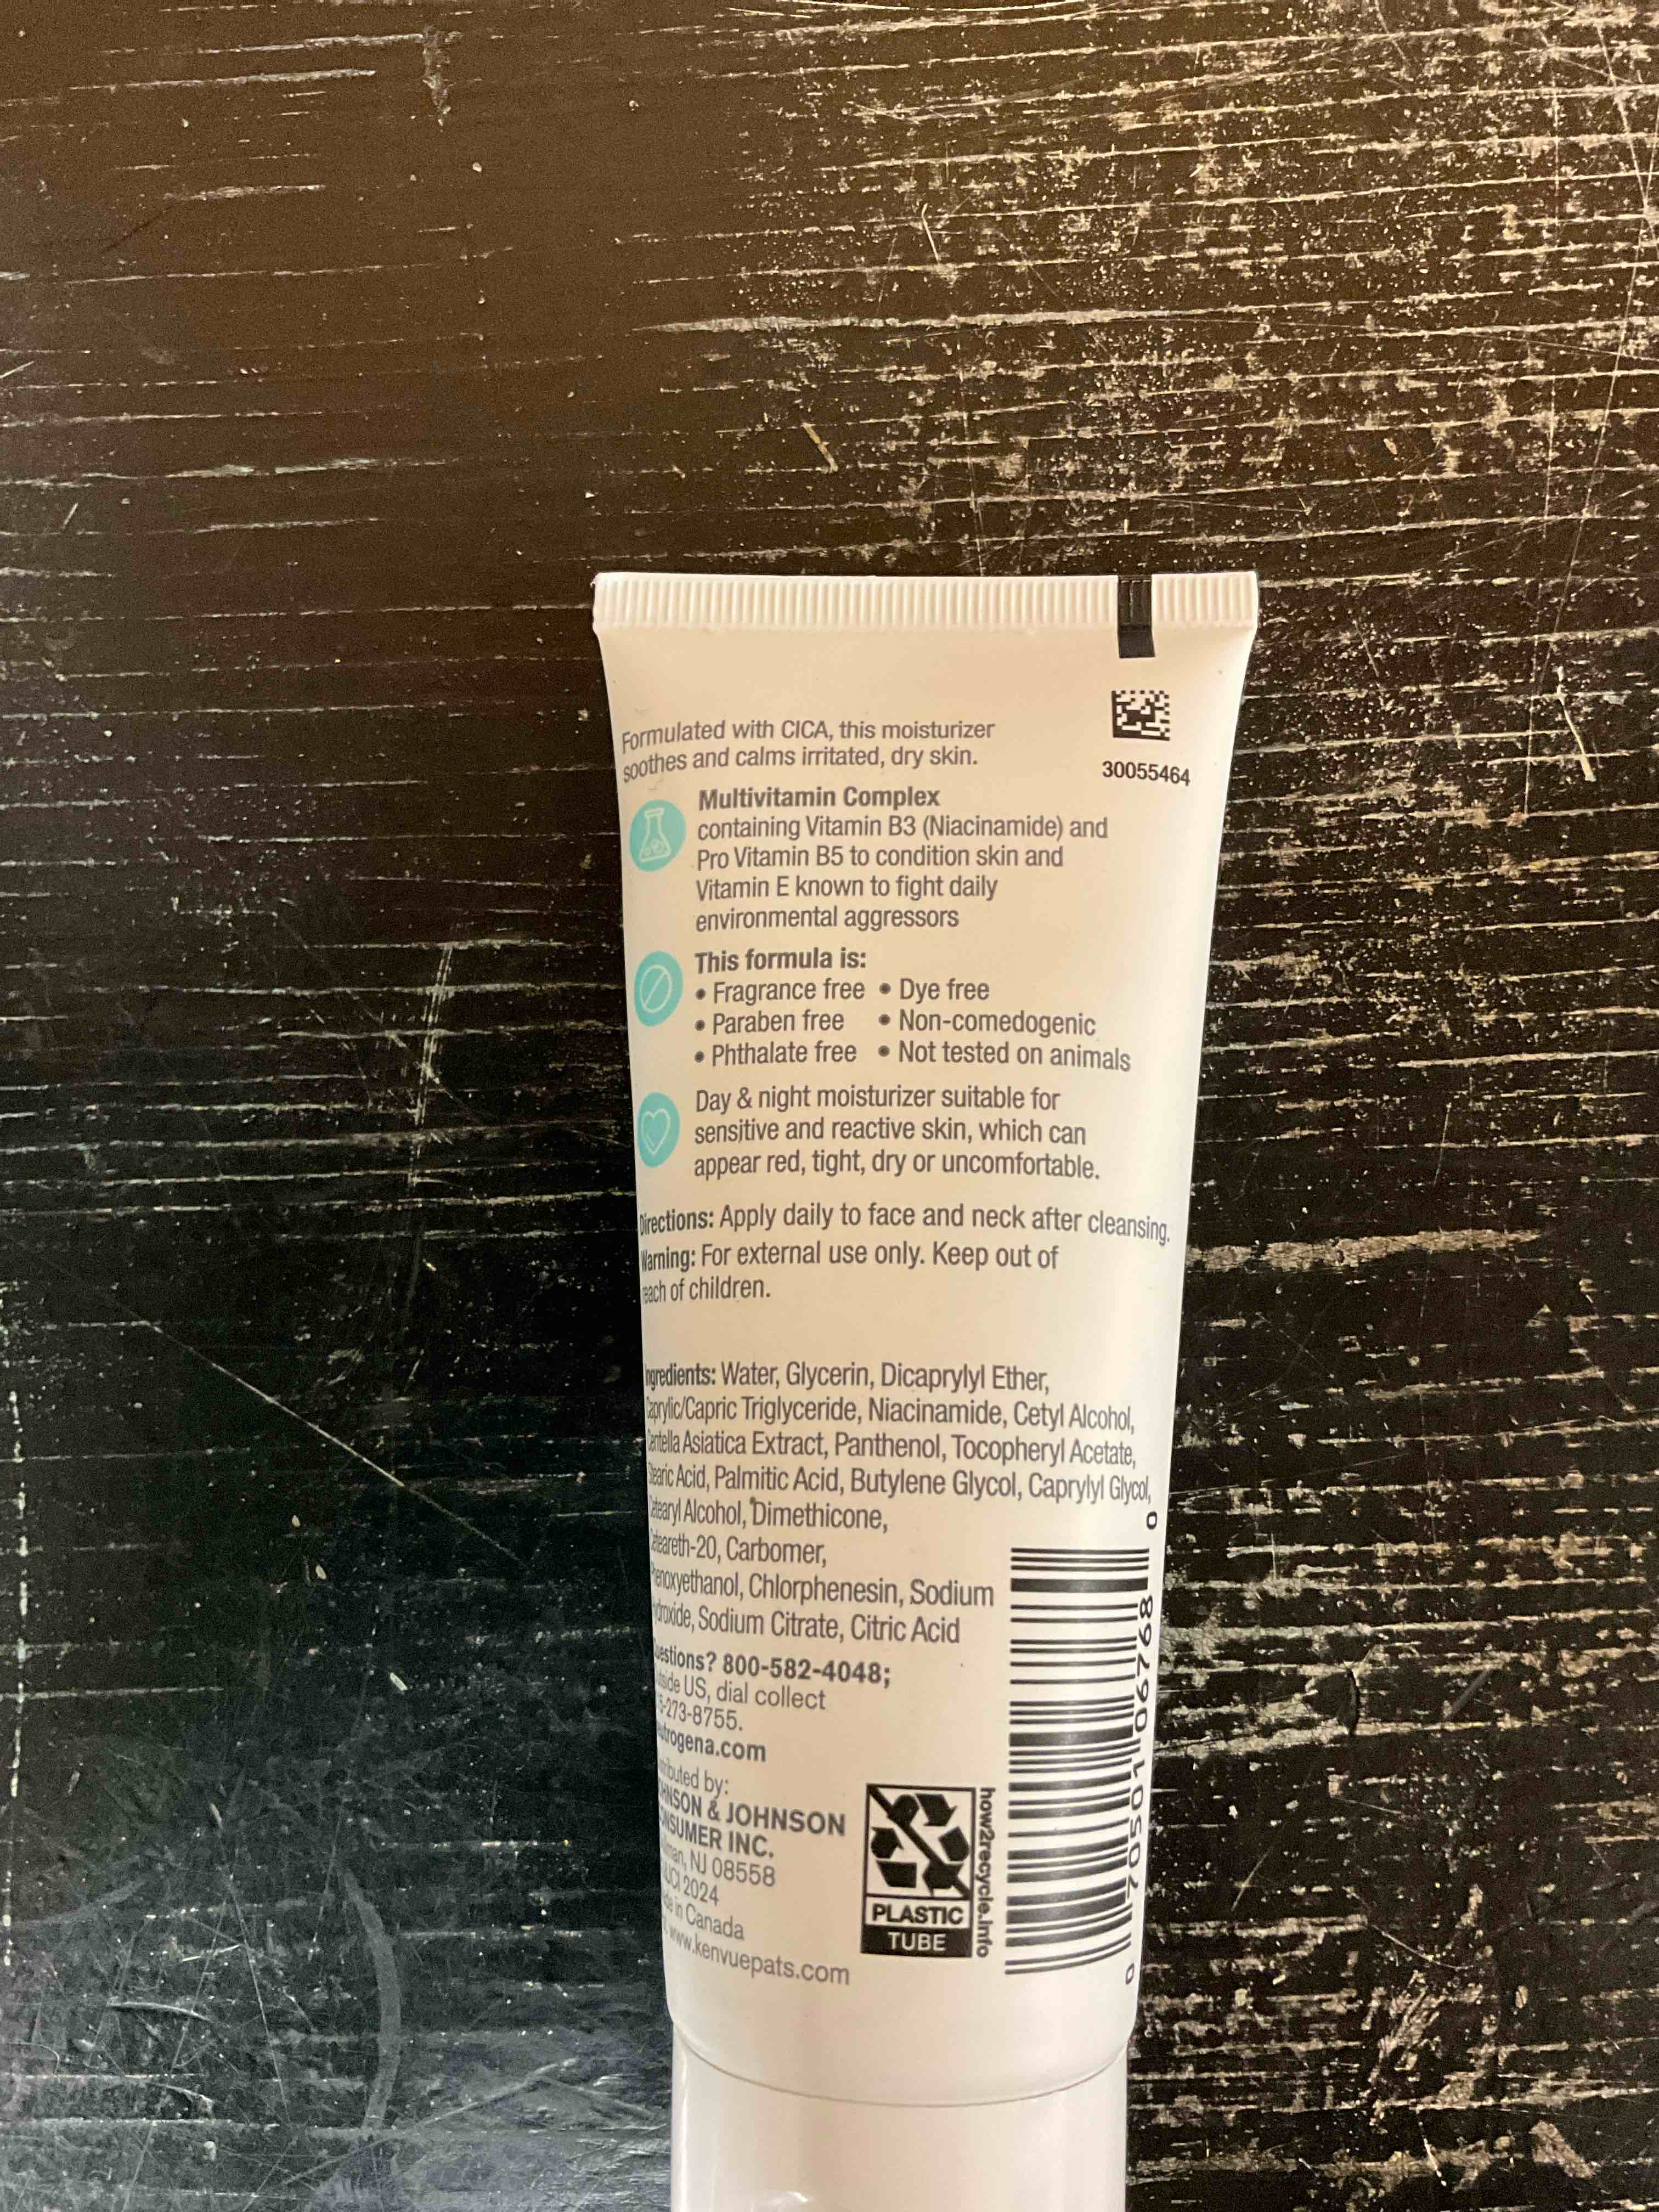 Formulated with CICA, this moisturizer
soothes and calms irritated, dry skin.
30055464
Multivitamin Complex
containing Vitamin B3 (Niacinamide) and
Pro Vitamin B5 to condition skin and
Vitamin E known to fight daily
environmental aggressors
This formula is:
• Fragrance free • Dye free
• Paraben free • Non-comedogenic
• Phthalate free • Not tested on animals
Day & night moisturizer suitable for
sensitive and reactive skin, which can
appear red, tight, dry or uncomfortable.
Directions: Apply daily to face and neck after cleansing.
Warning: For external use only. Keep out of
reach of children.
Ingredients: Water, Glycerin, Dicaprylyl Ether,
Caprylic/Capric Triglyceride, Niacinamide, Cetyl Alcohol,
Centella Asiatica Extract, Panthenol, Tocopheryl Acetate,
Stearic Acid, Palmitic Acid, Butylene Glycol, Caprylyl Glycol,
Cetearyl Alcohol, Dimethicone,
Ceteareth-20, Carbomer,
Phenoxyethanol, Chlorphenesin, Sodium
Hydroxide, Sodium Citrate, Citric Acid
Questions? 800-582-4048;
Outside US, dial collect
5-273-8755.
neutrogena.com
Distributed by:
JOHNSON & JOHNSON
CONSUMER INC.
NJ 08558
2024
Made in Canada
www.kenvuepats.com
PLASTIC
TUBE
how2recycle.info
0 70501 06768 0